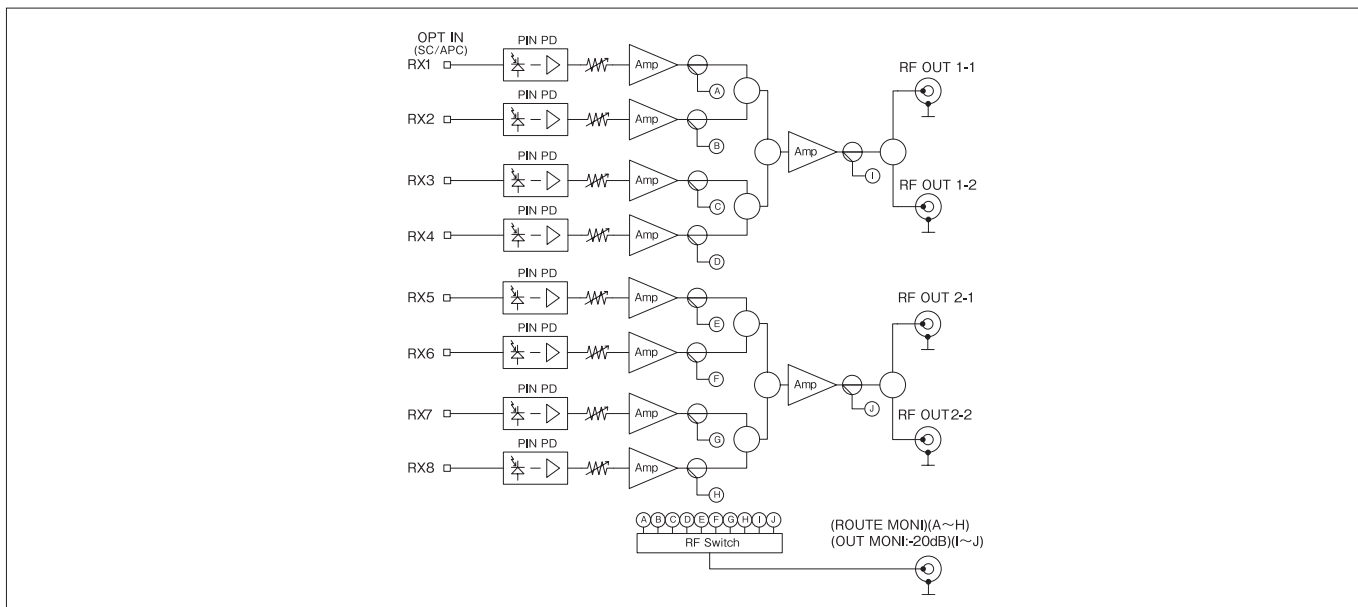 OPT IN
(SC/APC)
PIN PD
RX1
Amp
A
RF OUT 1-1
PIN PD
RX2
Amp
B
Amp
I
PIN PD
RX3
Amp
C
RF OUT 1-2
PIN PD
RX4
Amp
D
PIN PD
RX5
Amp
E
RF OUT 2-1
PIN PD
RX6
Amp
F
Amp
J
PIN PD
RX7
Amp
G
RF OUT2-2
PIN PD
RX8
Amp
H
A B C D E F G H I J
RF Switch
(ROUTE MONI)(A～H)
(OUT MONI:-20dB)(I～J)